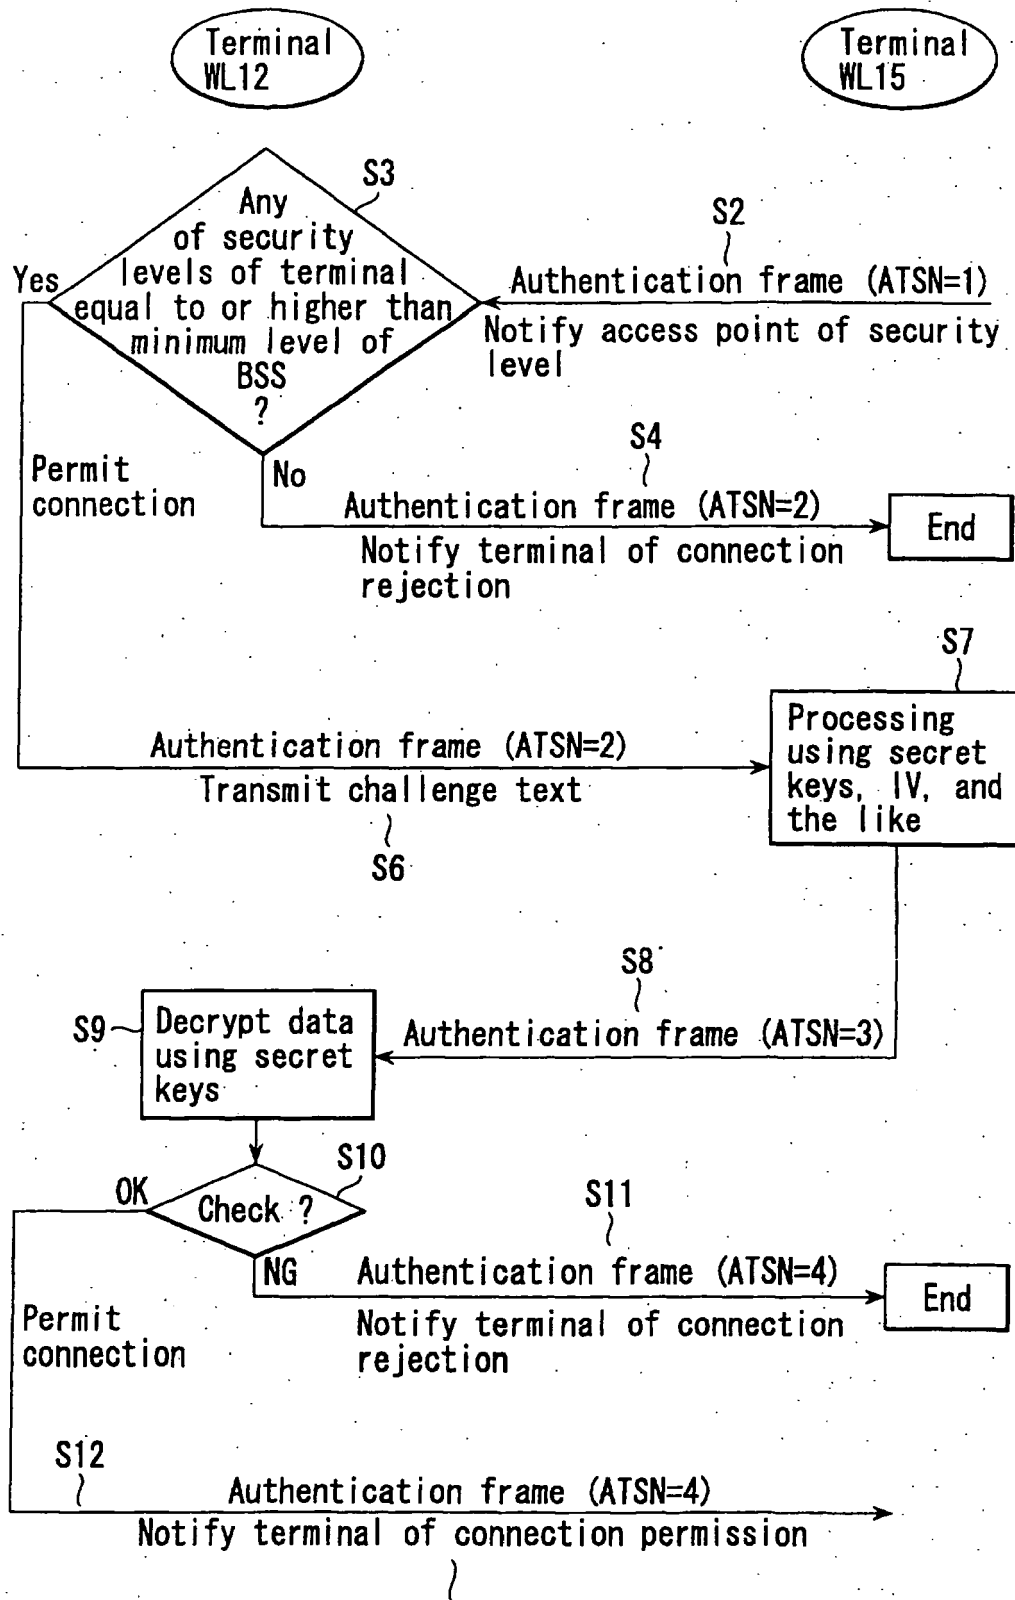 Terminal
WL12
Terminal
WL15
S3
Any
of security
levels of terminal
equal to or higher than
minimum level of
BSS
?
Yes
S2
Authentication frame (ATSN=1)
Notify access point of security
level
Permit
connection
No
S4
Authentication frame (ATSN=2)
Notify terminal of connection
rejection
End
S7
Processing
using secret
keys, IV, and
the like
Authentication frame (ATSN=2)
Transmit challenge text
S6
S8
Authentication frame (ATSN=3)
S9
Decrypt data
using secret
keys
S10
OK
Check ?
NG
S11
Authentication frame (ATSN=4)
Notify terminal of connection
rejection
End
Permit
connection
S12
Authentication frame (ATSN=4)
Notify terminal of connection permission